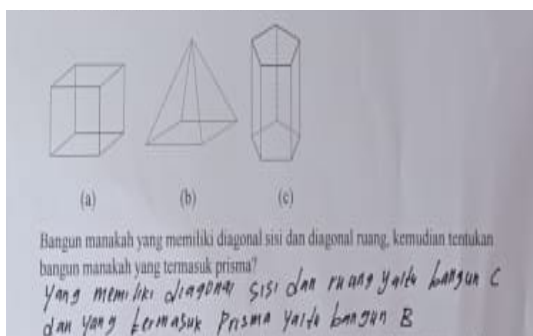 (a) (b) (c)
Bangun manakah yang memiliki diagonal sisi dan diagonal ruang, kemudian tentukan
bangun manakah yang termasuk prisma?
Yang memiliki diagonal sisi dan ruang yaitu bangun C
dan yang termasuk Prisma Yaitu bangun B